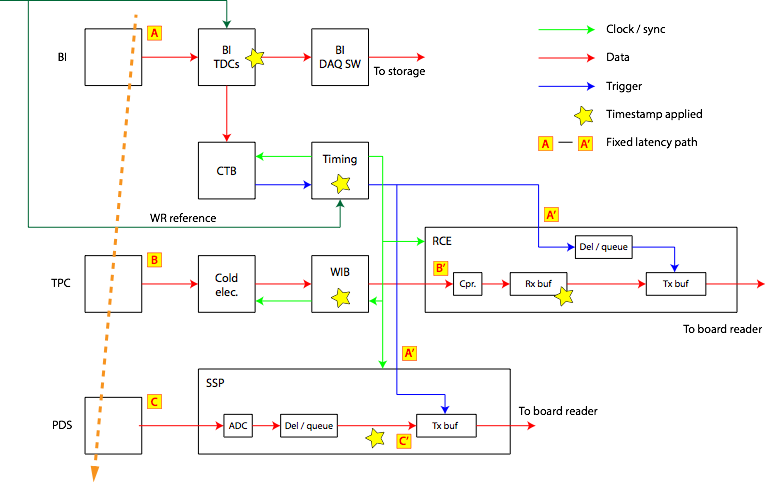 A
Clock / sync
BI
BI
TDCs
BI
DAQ SW
To storage
Data
Trigger
Timestamp applied
A — A' Fixed latency path
CTB
Timing
WR reference
A'
RCE
Del / queue
TPC
B
Cold
elec.
WIB
B'
Cpr.
Rx buf
Tx buf
To board reader
A'
SSP
PDS
C
ADC
Del / queue
C'
Tx buf
To board reader